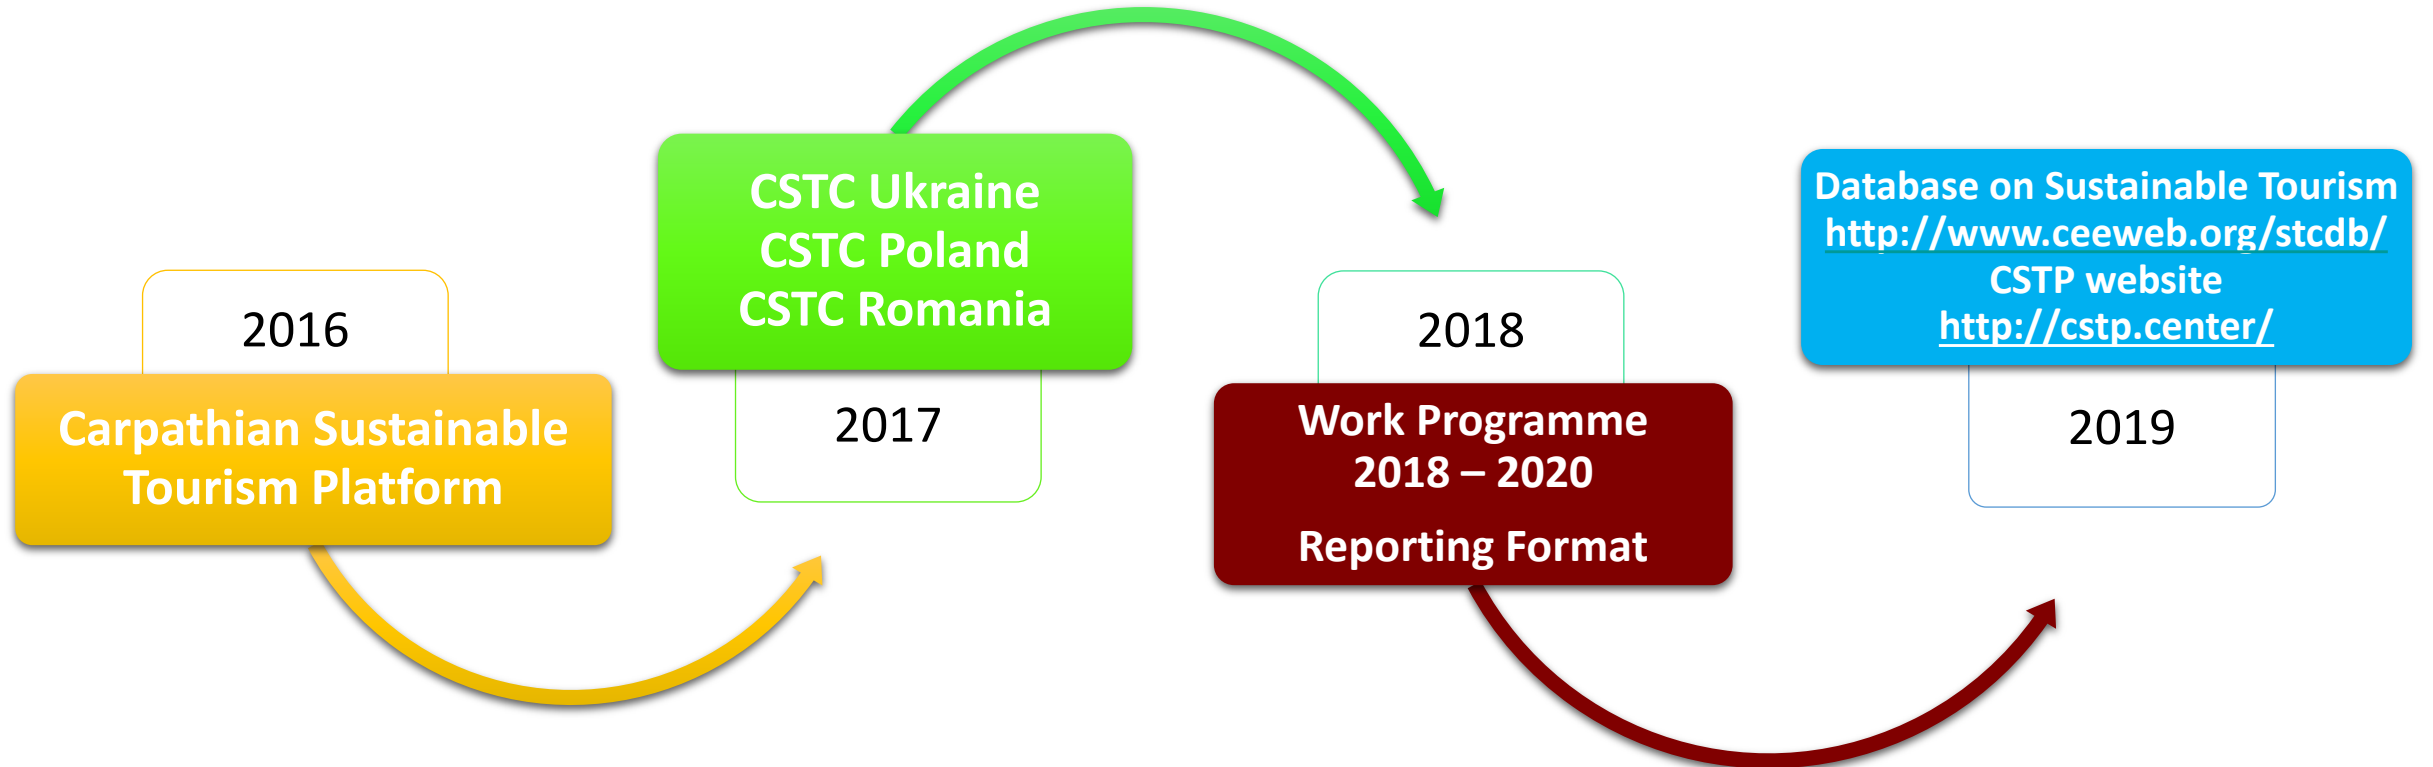 2016
Carpathian Sustainable
Tourism Platform
CSTC Ukraine
CSTC Poland
CSTC Romania
2017
2018
Work Programme
2018 – 2020
Reporting Format
Database on Sustainable Tourism
http://www.ceeweb.org/stcdb/
CSTP website
http://cstp.center/
2019